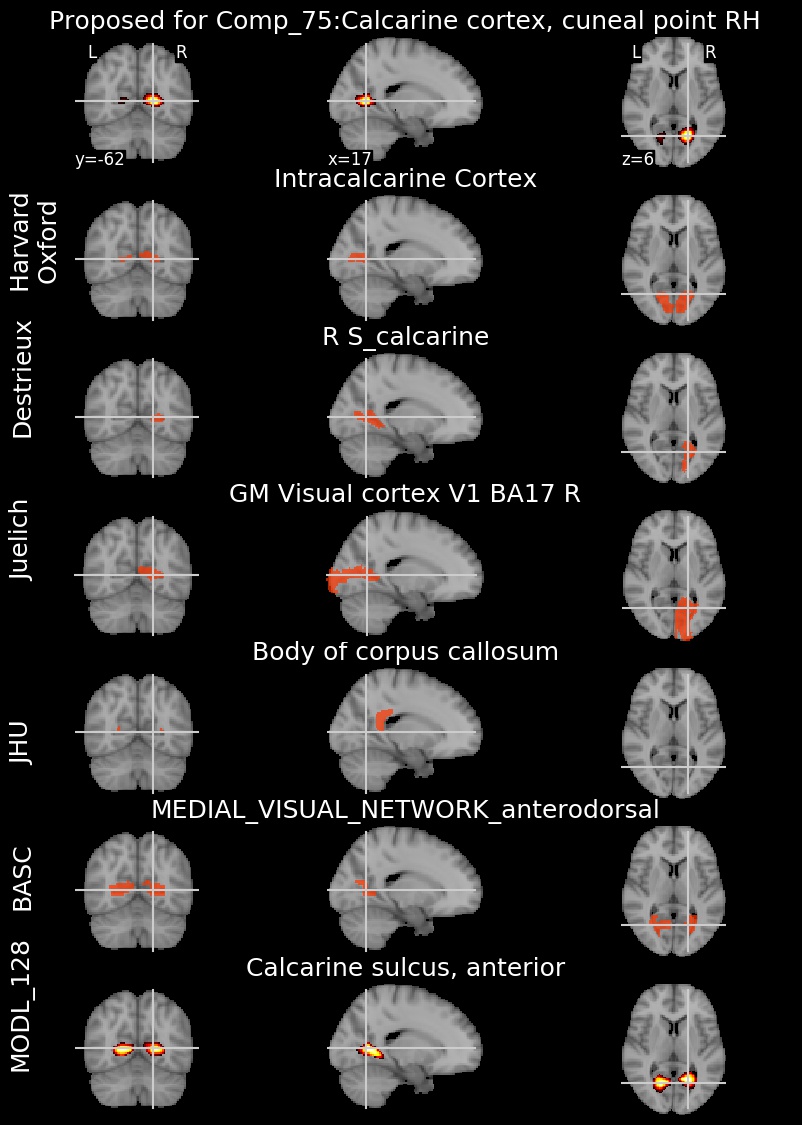 Proposed for Comp_75:Calcarine cortex, cuneal point RH
L R L R
y=-62 x=17 z=6
Intracalcarine Cortex
Harvard
Oxford
R S_calcarine
Destrieux
GM Visual cortex V1 BA17 R
Juelich
Body of corpus callosum
JHU
MEDIAL_VISUAL_NETWORK_anterodorsal
BASC
Calcarine sulcus, anterior
MODL_128